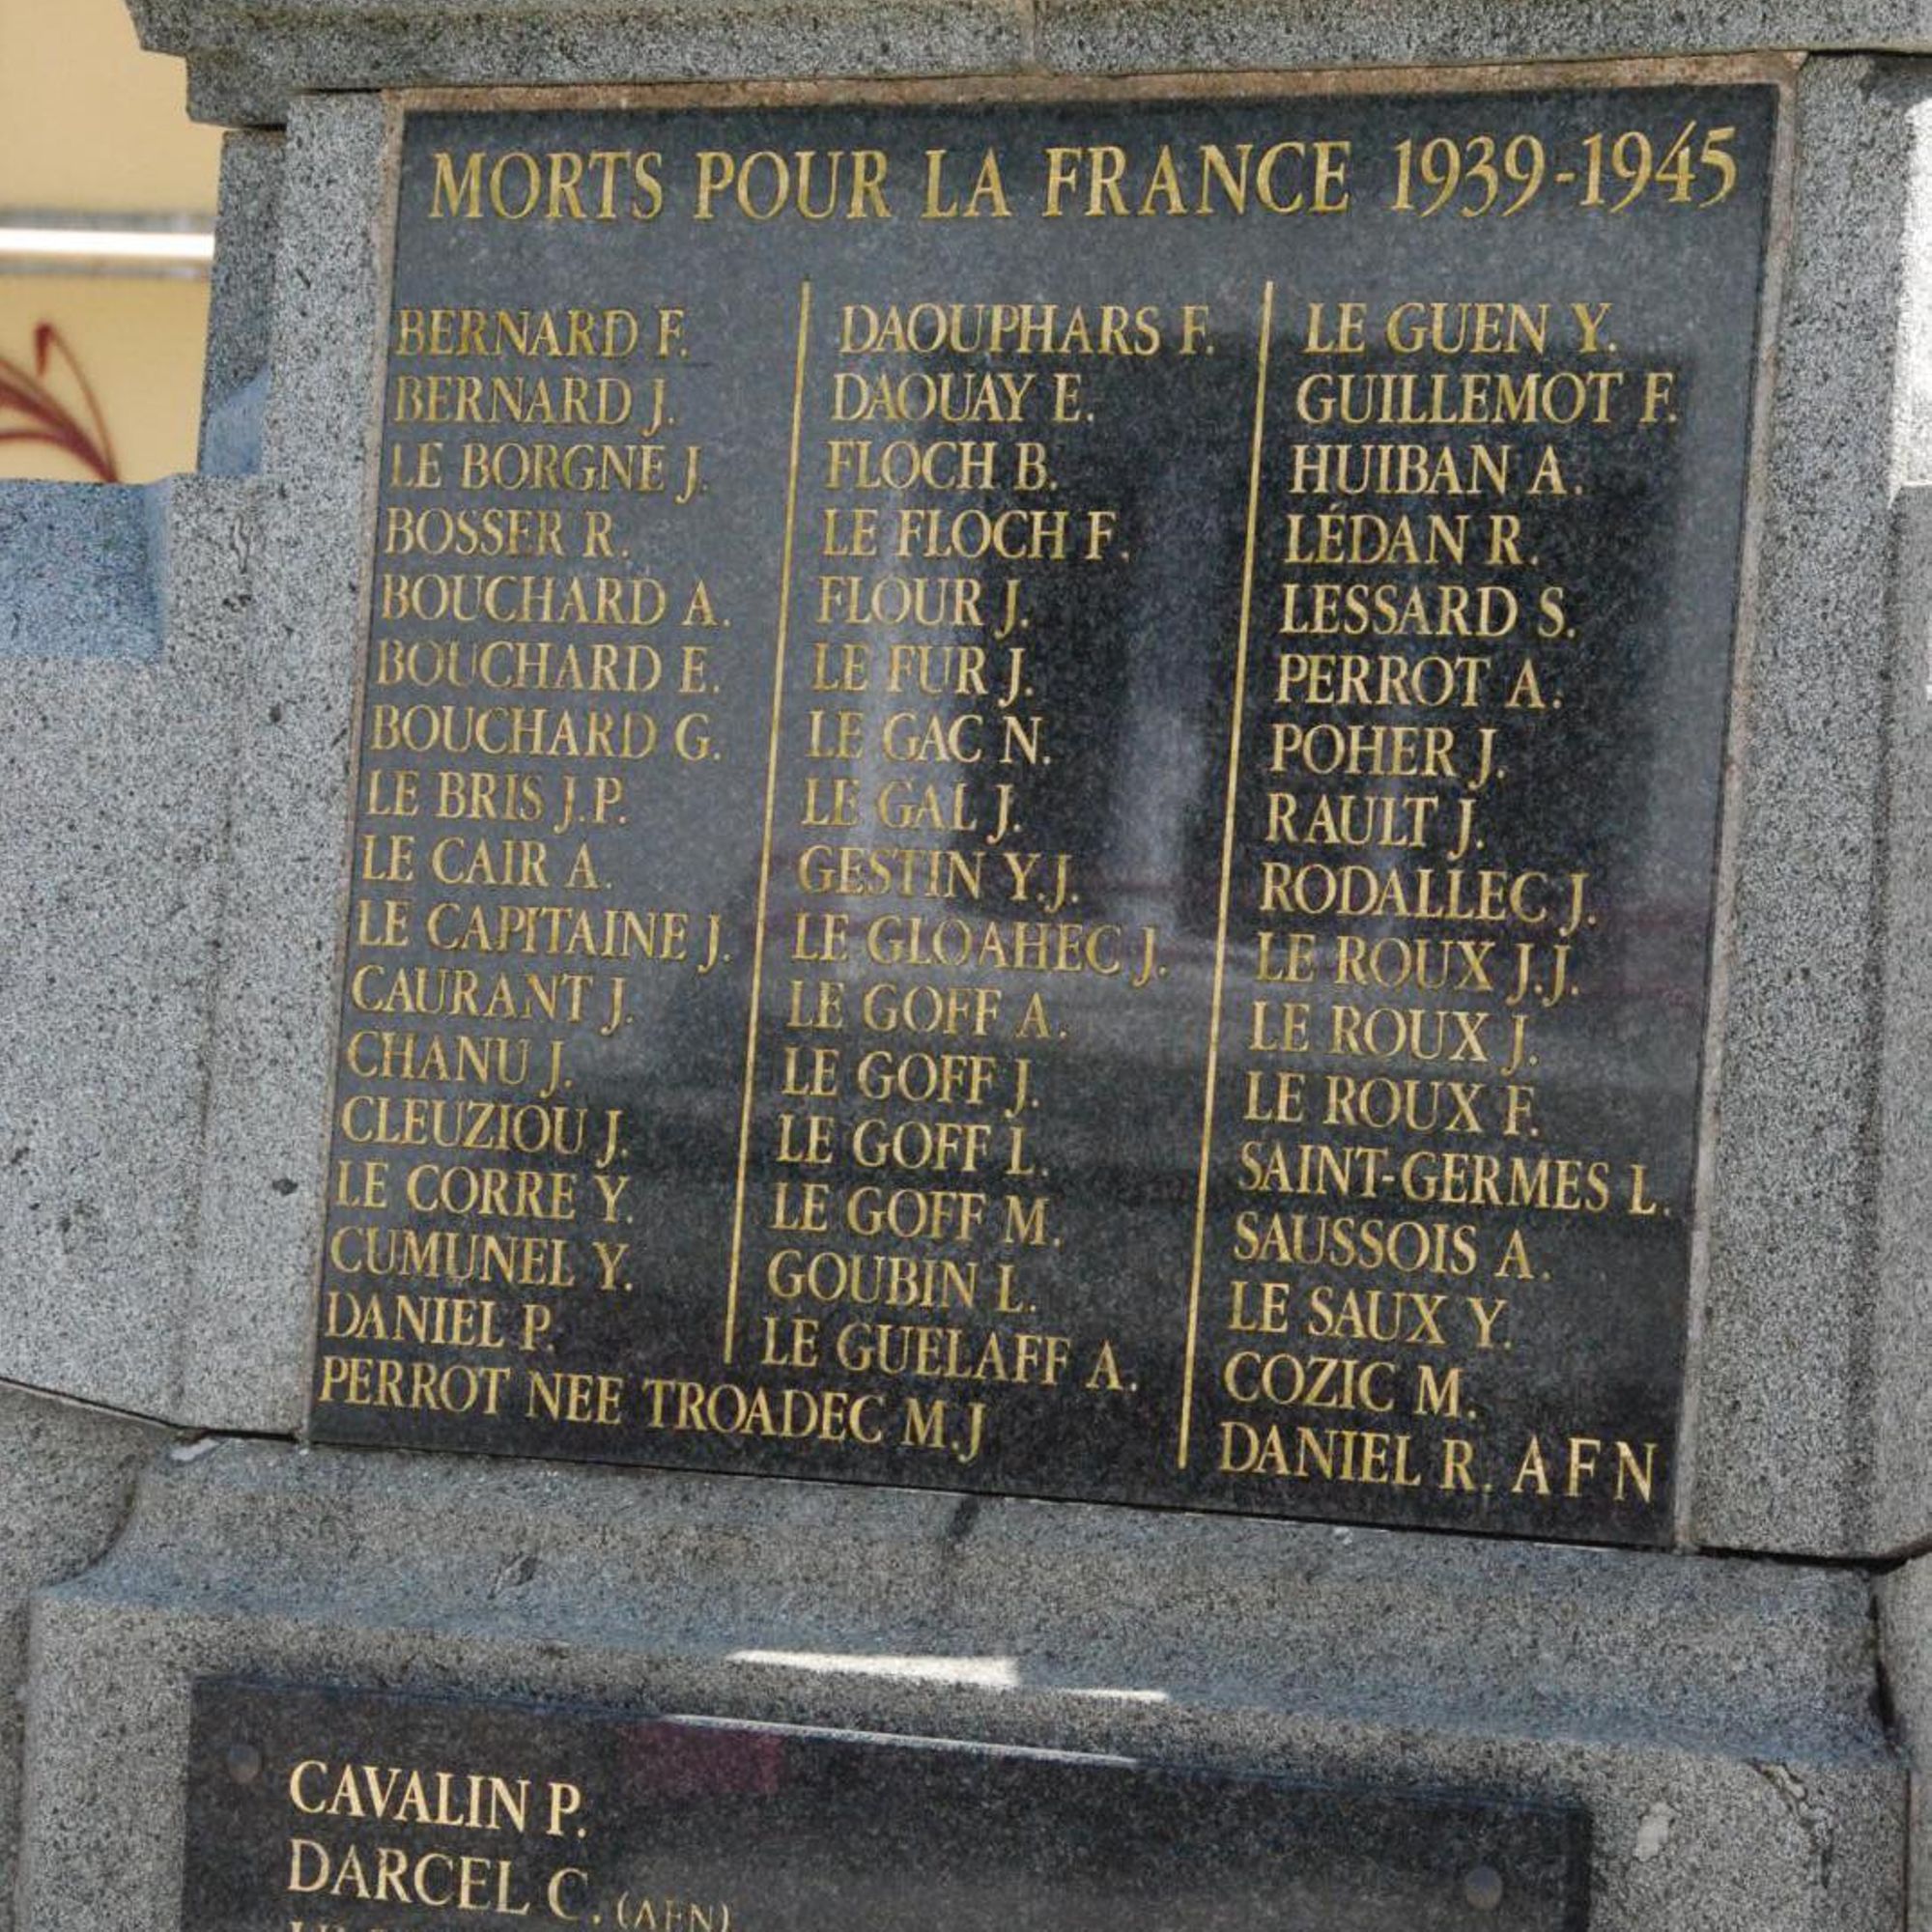 MORTS POUR LA FRANCE 1939-1945
BERNARD F.
BERNARD J.
LE BORGNE J.
BOSSER R.
BOUCHARD A.
BOUCHARD E.
BOUCHARD G.
LE BRIS J.P.
LE CAIR A.
LE CAPITAINE J.
CAURANT J.
CHANU J.
CLEUZIOU J.
LE CORRE Y.
CUMUNEL Y.
DANIEL P.
PERROT NEE TROADEC M.J
DAOUPHARS F.
DAOUAY E.
FLOCH B.
LE FLOCH F.
FLOUR J.
LE FUR J.
LE GAC N.
LE GAL J.
GESTIN Y.J.
LE GLOAHEC J.
LE GOFF A.
LE GOFF J.
LE GOFF L.
LE GOFF M.
GOUBIN L.
LE GUELAFF A.
LE GUEN Y.
GUILLEMOT F.
HUIBAN A.
LÉDAN R.
LESSARD S.
PERROT A.
POHER J.
RAULT J.
RODALLEC J.
LE ROUX J.J.
LE ROUX J.
LE ROUX F.
SAINT-GERMES L.
SAUSSOIS A.
LE SAUX Y.
COZIC M.
DANIEL R. A F N
CAVALIN P.
DARCEL C. (AFN)